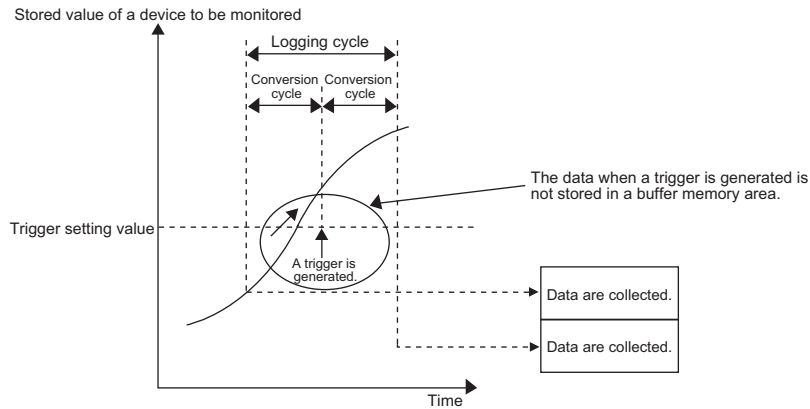 Stored value of a device to be monitored
Logging cycle
Conversion
cycle
Conversion
cycle
The data when a trigger is generated is
not stored in a buffer memory area.
Trigger setting value
A trigger is
generated.
Data are collected.
Data are collected.
Time